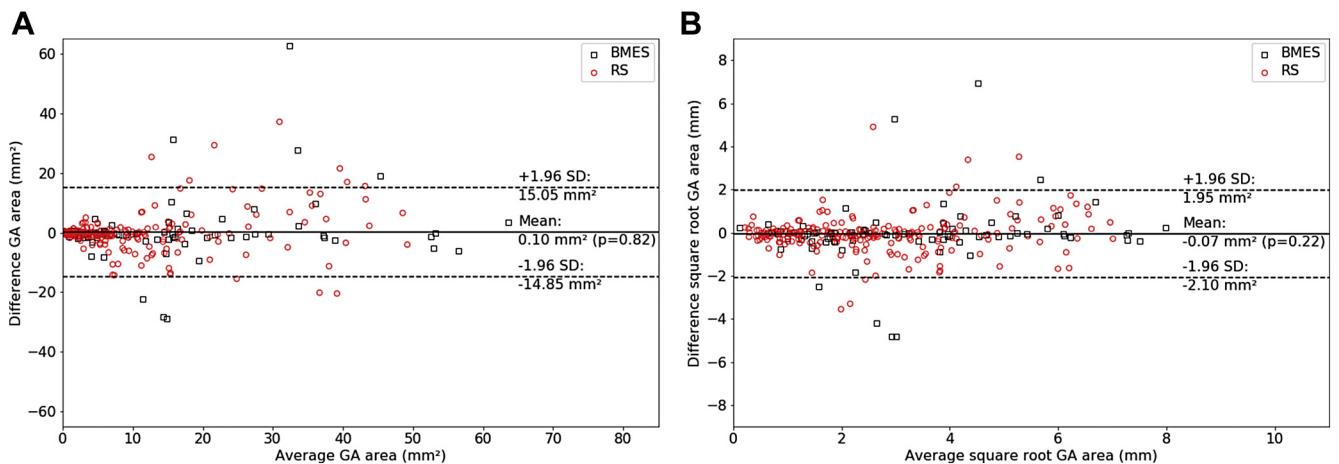 A
Difference GA area (mm²)
60
40
20
0
−20
−40
−60
BMES
RS
+1.96 SD:
15.05 mm²
Mean:
0.10 mm² (p=0.82)
-1.96 SD:
-14.85 mm²
0 10 20 30 40 50 60 70 80
Average GA area (mm²)
B
Difference square root GA area (mm)
8
6
4
2
0
−2
−4
−6
−8
BMES
RS
+1.96 SD:
1.95 mm²
Mean:
-0.07 mm² (p=0.22)
-1.96 SD:
-2.10 mm²
0 2 4 6 8 10
Average square root GA area (mm)